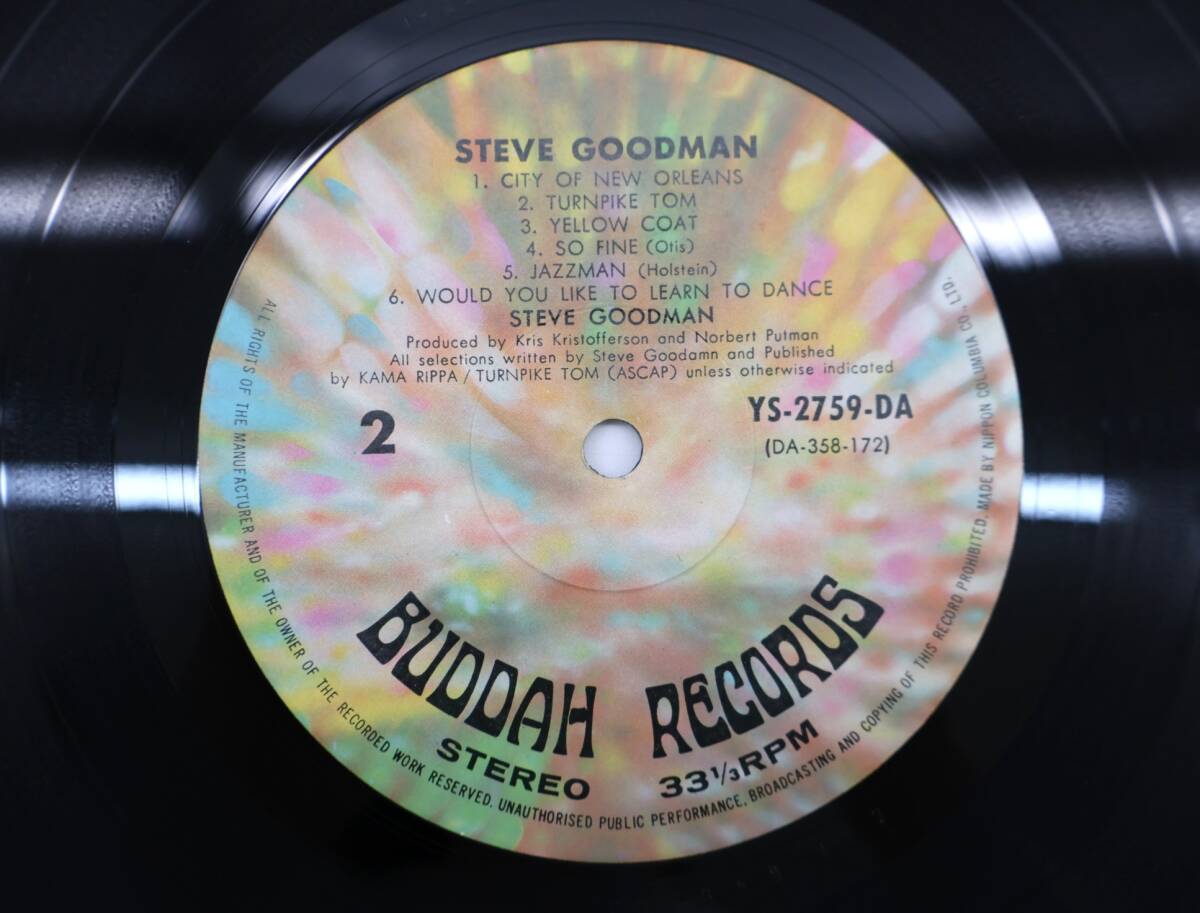 STEVE GOODMAN
1. CITY OF NEW ORLEANS
2. TURNPIKE TOM
3. YELLOW COAT
4. SO FINE (Otis)
5. JAZZMAN (Holstein)
6. WOULD YOU LIKE TO LEARN TO DANCE
STEVE GOODMAN
Produced by Kris Kristofferson and Norbert Putman
All selections written by Steve Goodamn and Published
by KAMA RIPPA / TURNPIKE TOM (ASCAP) unless otherwise indicated
2
YS-2759-DA
(DA-358-172)
BUDDAH RECORDS
STEREO 33 1/3 RPM
ALL RIGHTS OF THE MANUFACTURER AND OF THE OWNER OF THE RECORDED WORK RESERVED. UNAUTHORISED PUBLIC PERFORMANCE, BROADCASTING AND COPYING OF THIS RECORD PROHIBITED. MADE BY NIPPON COLUMBIA CO., LTD.